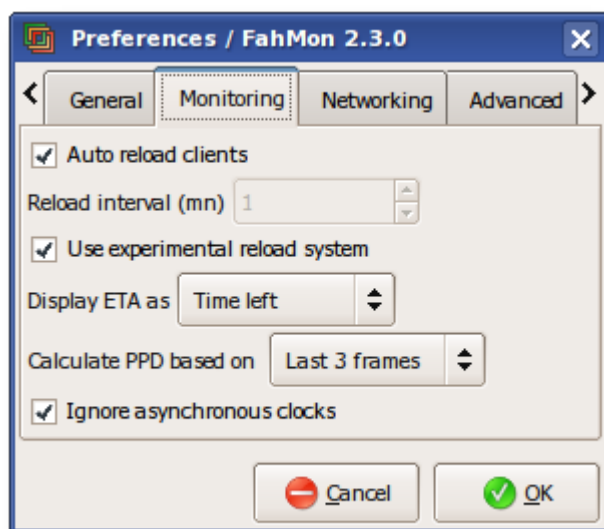 Preferences / FahMon 2.3.0
General Monitoring Networking Advanced
Auto reload clients
Reload interval (mn) 1
Use experimental reload system
Display ETA as Time left
Calculate PPD based on Last 3 frames
Ignore asynchronous clocks
Cancel OK